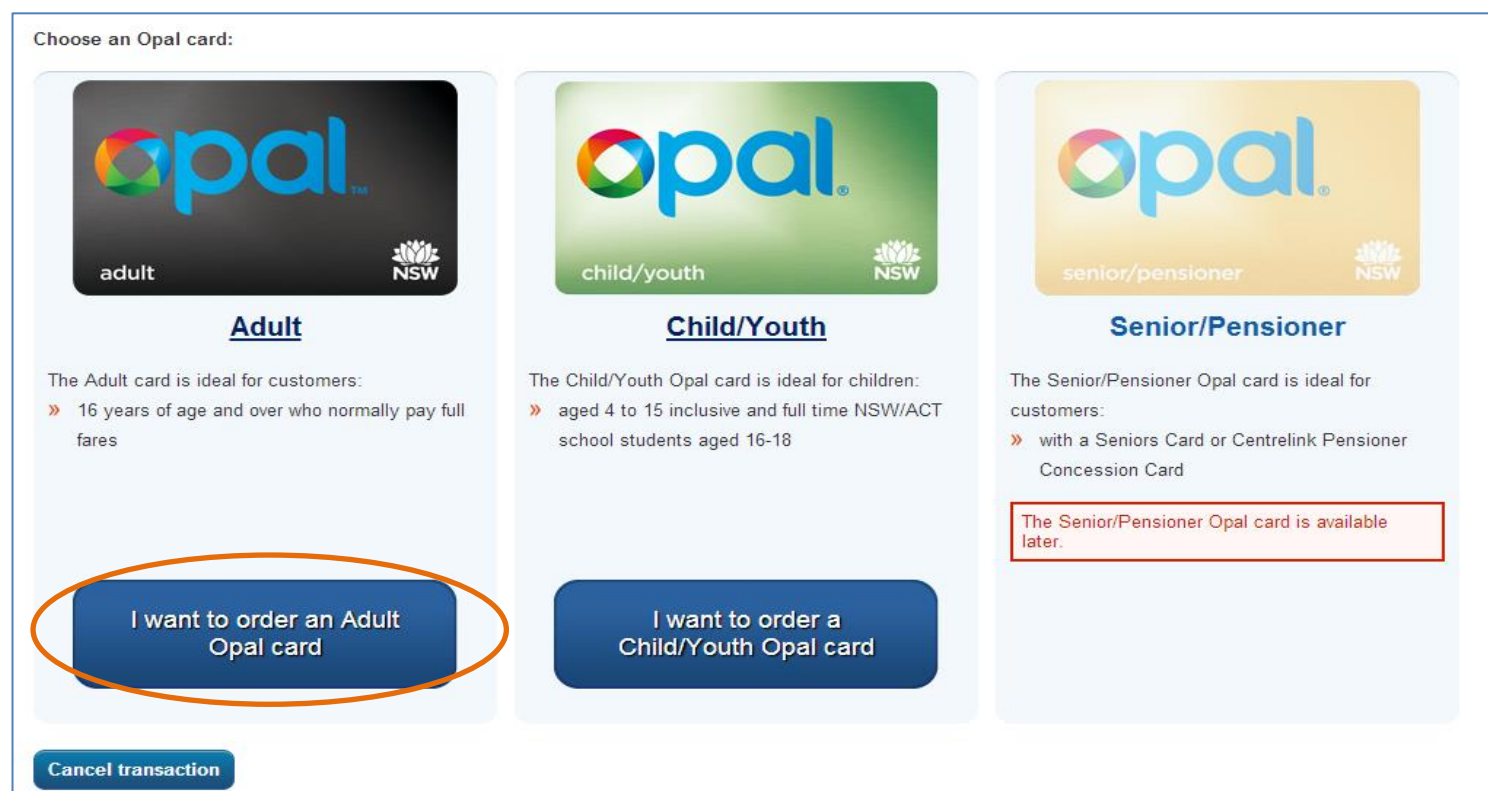 Choose an Opal card:
opal™
adult
NSW
Adult
The Adult card is ideal for customers:
» 16 years of age and over who normally pay full
fares
I want to order an Adult
Opal card
opal®
child/youth
NSW
Child/Youth
The Child/Youth Opal card is ideal for children:
» aged 4 to 15 inclusive and full time NSW/ACT
school students aged 16-18
I want to order a
Child/Youth Opal card
opal®
senior/pensioner
NSW
Senior/Pensioner
The Senior/Pensioner Opal card is ideal for
customers:
» with a Seniors Card or Centrelink Pensioner
Concession Card
The Senior/Pensioner Opal card is available
later.
Cancel transaction